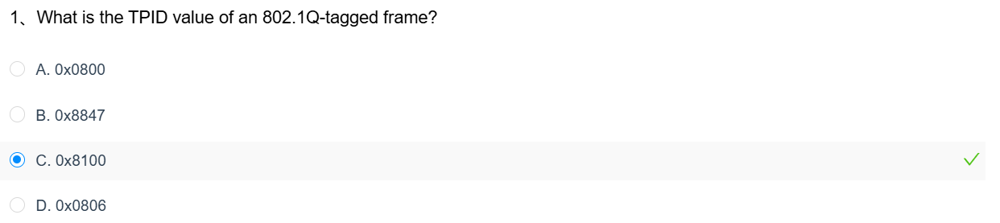 1、What is the TPID value of an 802.1Q-tagged frame?
A. 0x0800
B. 0x8847
C. 0x8100
D. 0x0806